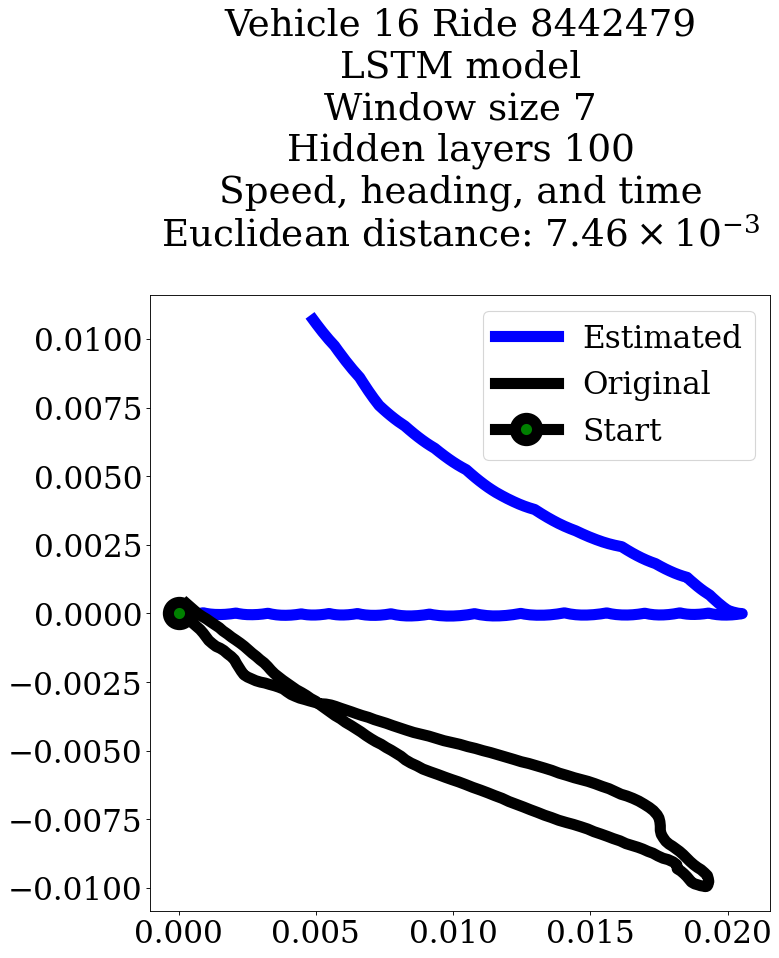 Vehicle 16 Ride 8442479
LSTM model
Window size 7
Hidden layers 100
Speed, heading, and time
Euclidean distance: 7.46 × 10⁻³
Estimated
Original
Start
0.0100
0.0075
0.0050
0.0025
0.0000
−0.0025
−0.0050
−0.0075
−0.0100
0.000 0.005 0.010 0.015 0.020